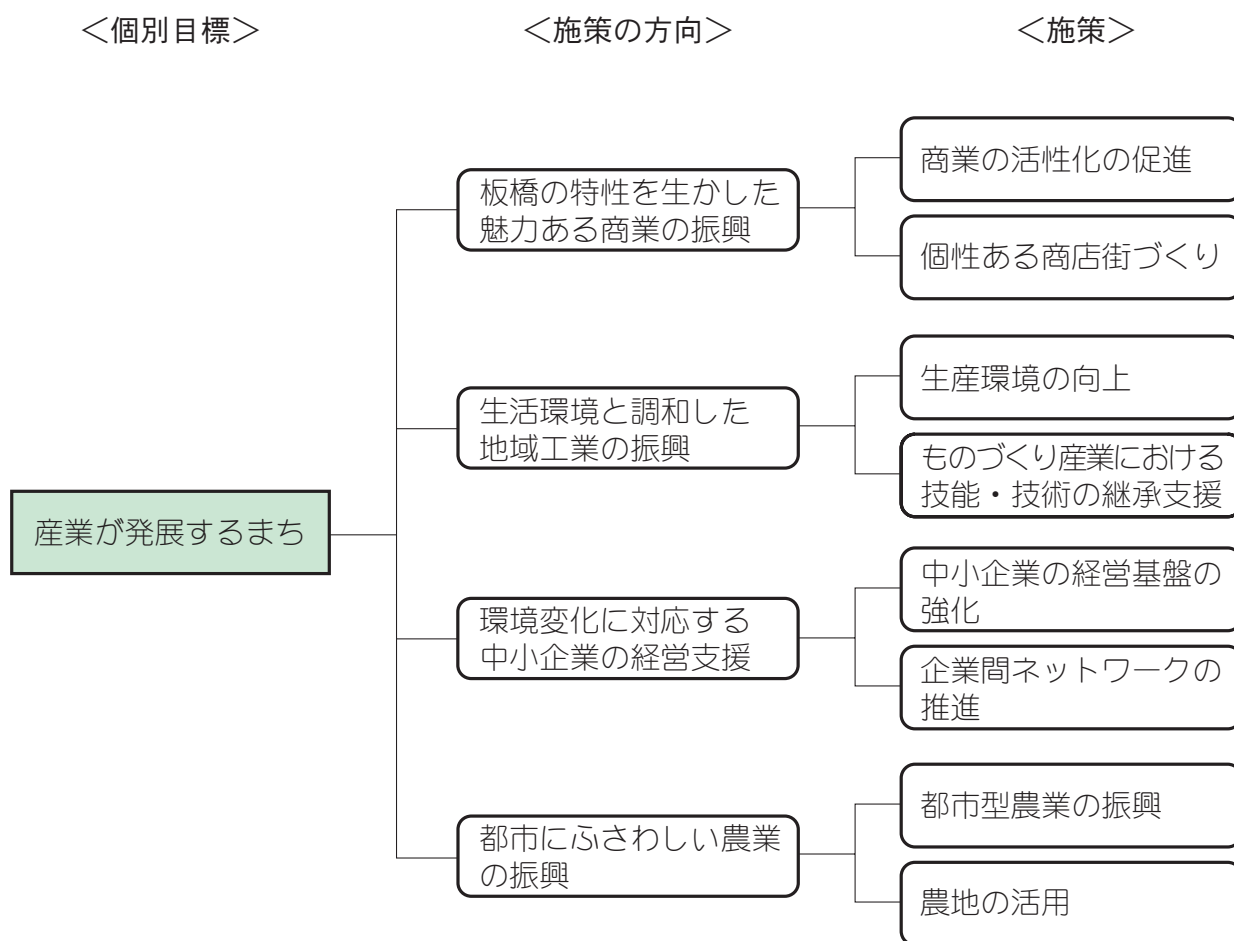 ＜個別目標＞
＜施策の方向＞
＜施策＞
産業が発展するまち
板橋の特性を生かした
魅力ある商業の振興
商業の活性化の促進
個性ある商店街づくり
生活環境と調和した
地域工業の振興
生産環境の向上
ものづくり産業における
技能・技術の継承支援
環境変化に対応する
中小企業の経営支援
中小企業の経営基盤の
強化
企業間ネットワークの
推進
都市にふさわしい農業
の振興
都市型農業の振興
農地の活用